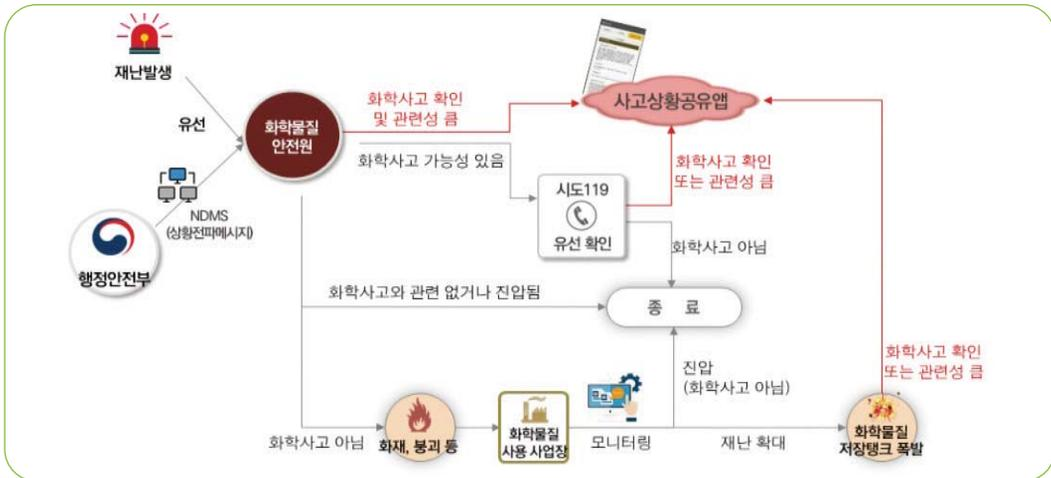 재난발생
유선
화학물질
안전원
NDMS
(상황전파메시지)
행정안전부
화학사고 확인
및 관련성 큼
사고상황공유앱
화학사고 가능성 있음
시도119
유선 확인
화학사고 확인
또는 관련성 큼
화학사고 아님
화학사고와 관련 없거나 진압됨
종 료
진압
(화학사고 아님)
화학사고 확인
또는 관련성 큼
화학사고 아님
화재, 붕괴 등
화학물질
사용 사업장
모니터링
재난 확대
화학물질
저장탱크 폭발